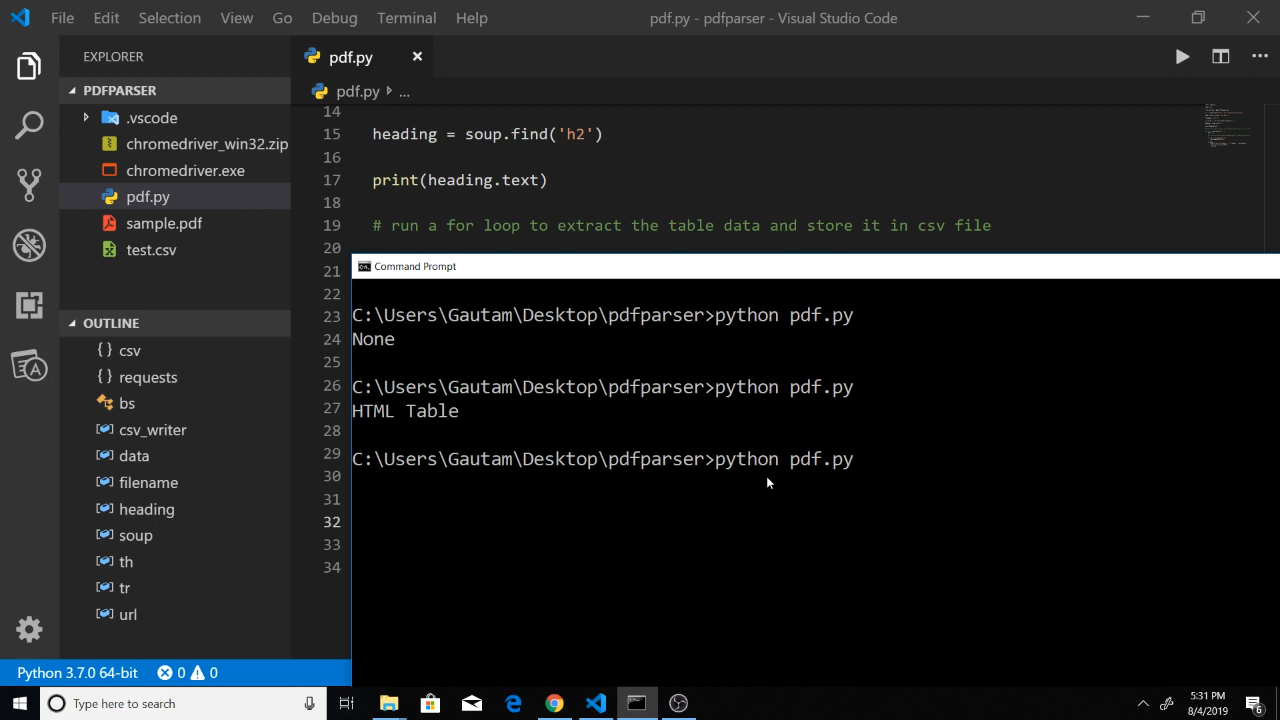 File Edit Selection View Go Debug Terminal Help
pdf.py - pdfparser - Visual Studio Code
EXPLORER
PDFPARSER
.vscode
chromedriver_win32.zip
chromedriver.exe
pdf.py
sample.pdf
test.csv
OUTLINE
csv
requests
bs
csv_writer
data
filename
heading
soup
th
tr
url
pdf.py
pdf.py ...
14
15 heading = soup.find('h2')
16
17 print(heading.text)
18
19 # run a for loop to extract the table data and store it in csv file
20
21
22
23
24
25
26
27
28
29
30
31
32
33
34
Command Prompt
C:\Users\Gautam\Desktop\pdfparser>python pdf.py
None
C:\Users\Gautam\Desktop\pdfparser>python pdf.py
HTML Table
C:\Users\Gautam\Desktop\pdfparser>python pdf.py
Python 3.7.0 64-bit 0 0
Type here to search
5:31 PM
8/4/2019
6